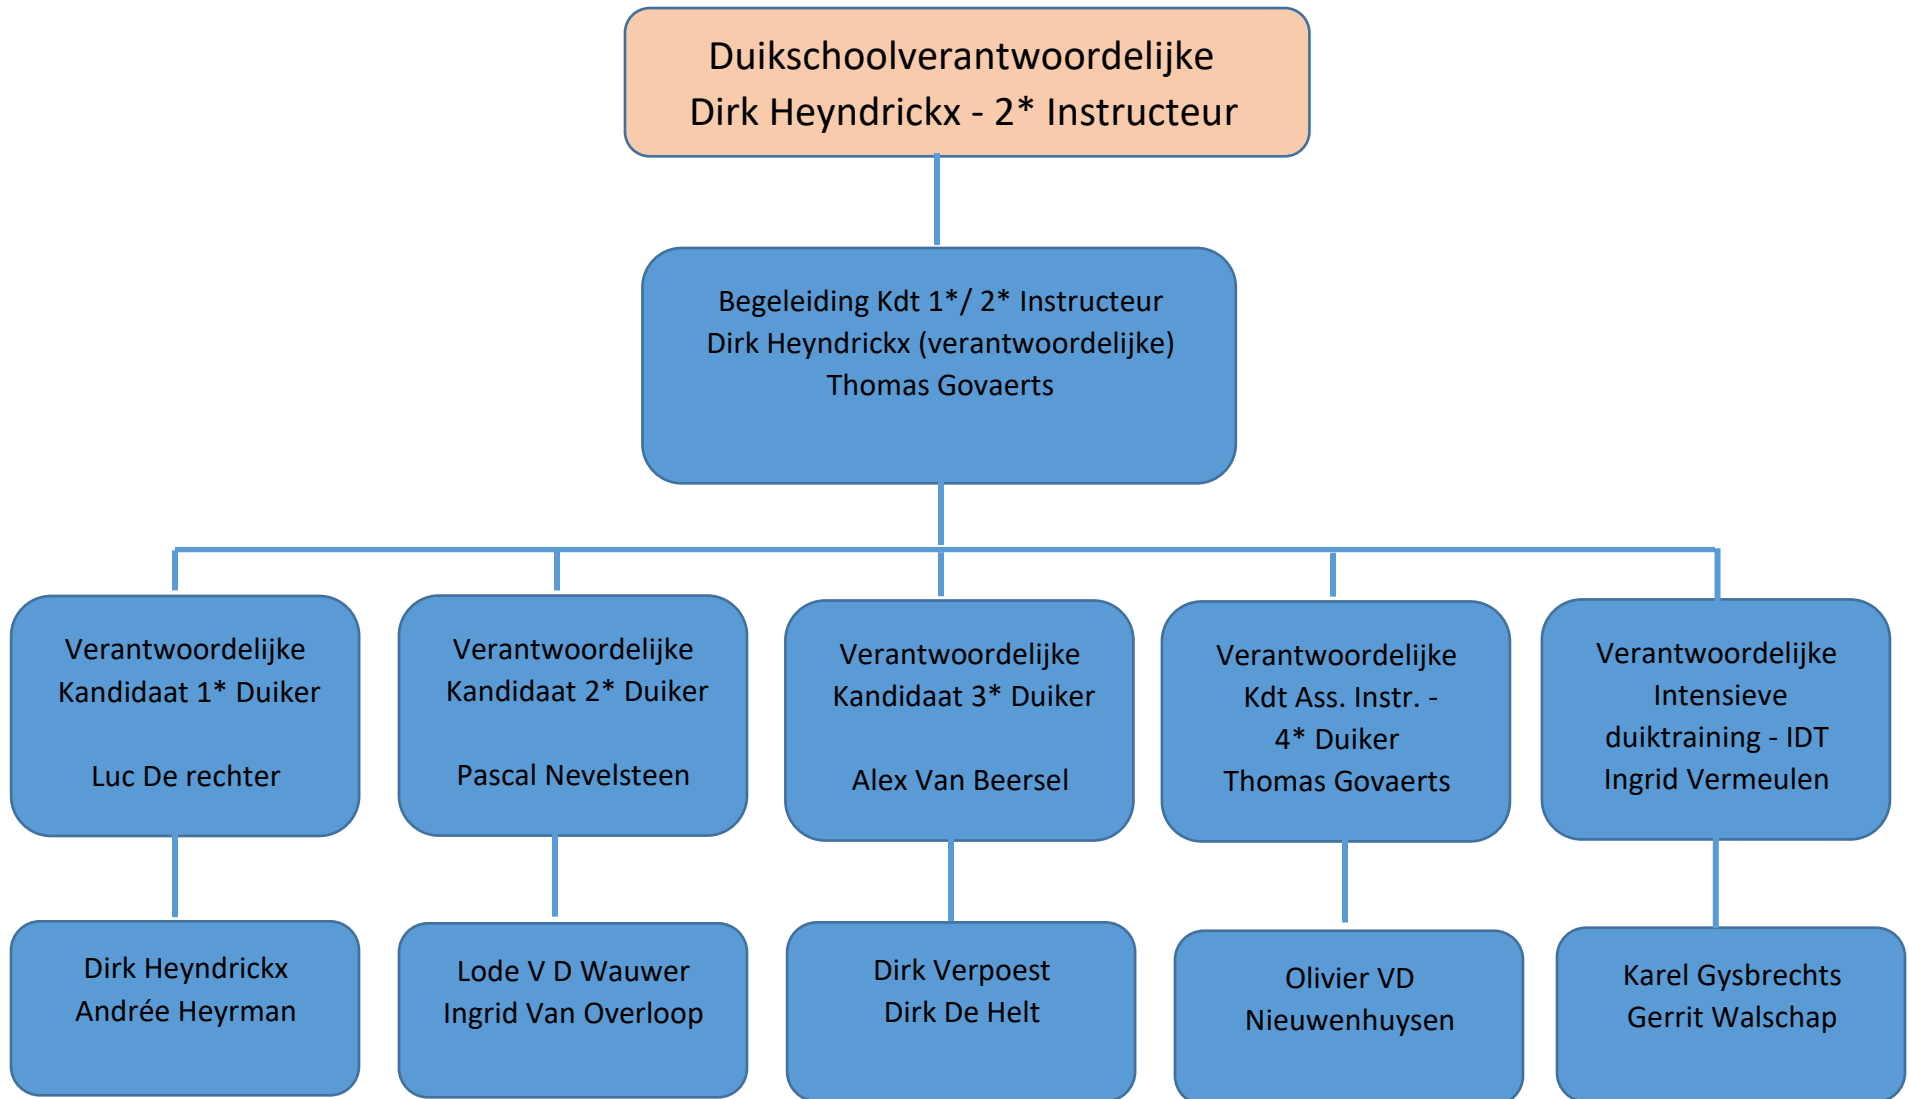 Duikschoolverantwoordelijke
Dirk Heyndrickx - 2* Instructeur
Begeleiding Kdt 1*/ 2* Instructeur
Dirk Heyndrickx (verantwoordelijke)
Thomas Govaerts
Verantwoordelijke
Kandidaat 1* Duiker
Luc De rechter
Verantwoordelijke
Kandidaat 2* Duiker
Pascal Nevelsteen
Verantwoordelijke
Kandidaat 3* Duiker
Alex Van Beersel
Verantwoordelijke
Kdt Ass. Instr. -
4* Duiker
Thomas Govaerts
Verantwoordelijke
Intensieve
duiktraining - IDT
Ingrid Vermeulen
Dirk Heyndrickx
Andrée Heyrman
Lode V D Wauwer
Ingrid Van Overloop
Dirk Verpoest
Dirk De Helt
Olivier VD
Nieuwenhuysen
Karel Gysbrechts
Gerrit Walschap